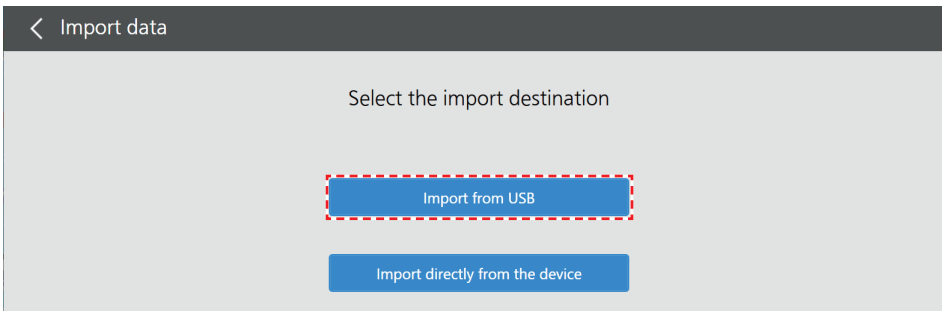 Import data
Select the import destination
Import from USB
Import directly from the device